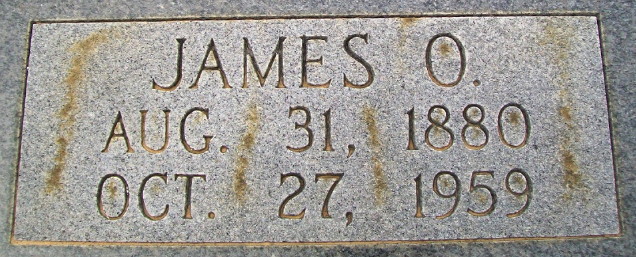 JAMES O.
AUG. 31, 1880
OCT. 27, 1959